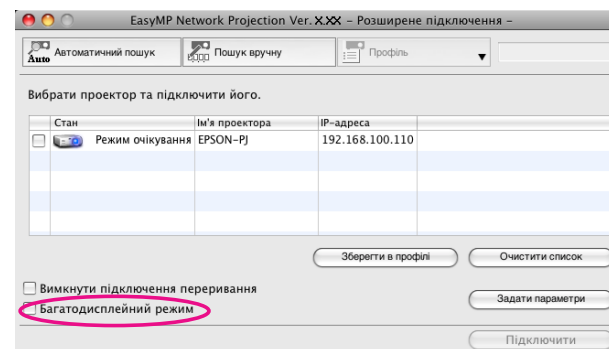 EasyMP Network Projection Ver. X.XX – Розширене підключення –
Auto Автоматичний пошук Пошук вручну Профіль
Вибрати проектор та підключити його.
Стан Ім'я проектора IP-адреса
Режим очікування EPSON-PJ 192.168.100.110
Зберегти в профілі Очистити список
Вимкнути підключення переривання
Багатодисплейний режим
Задати параметри
Підключити